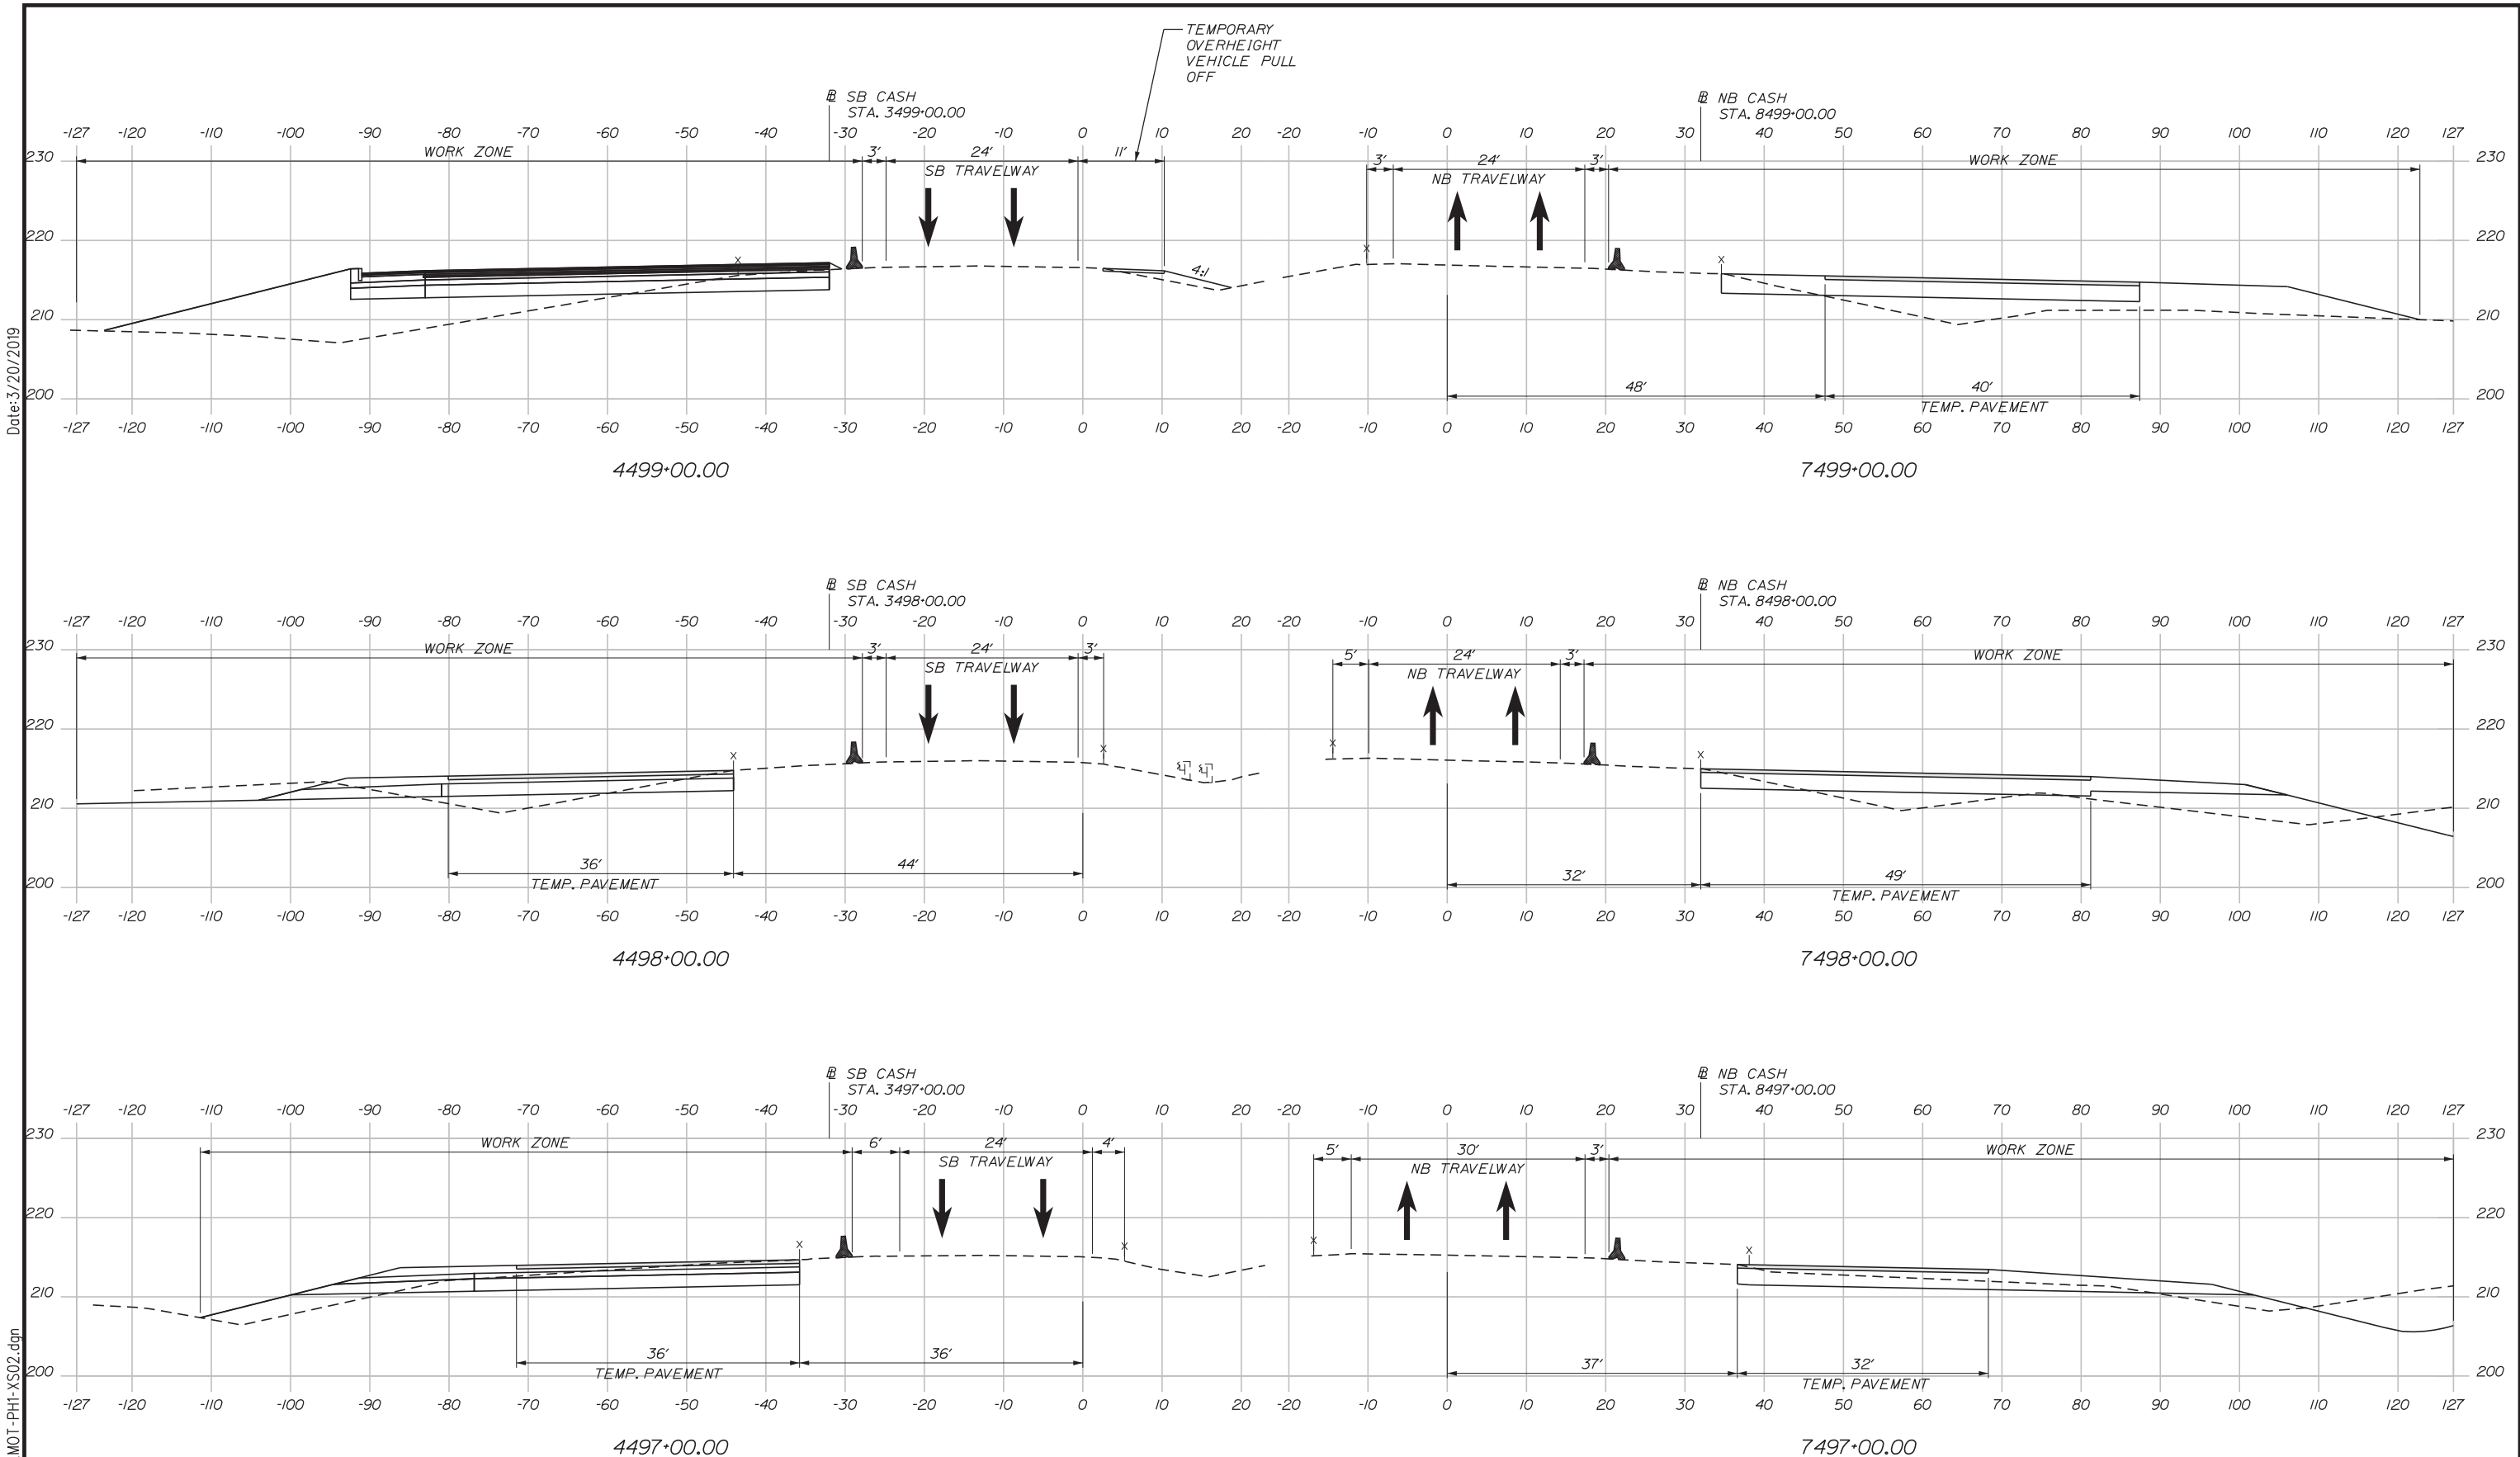 TEMPORARY
OVERHEIGHT
VEHICLE PULL
OFF
SB CASH
STA. 3499+00.00
NB CASH
STA. 8499+00.00
-127 -120 -110 -100 -90 -80 -70 -60 -50 -40 -30 -20 -10 0 10 20 -20 -10 0 10 20 30 40 50 60 70 80 90 100 110 120 127
230 WORK ZONE 3' 24' 11' 3' 24' 3' WORK ZONE 230
SB TRAVELWAY NB TRAVELWAY
220 220
X X X
4:1
210 210
48' 40'
200 TEMP. PAVEMENT 200
-127 -120 -110 -100 -90 -80 -70 -60 -50 -40 -30 -20 -10 0 10 20 -20 -10 0 10 20 30 40 50 60 70 80 90 100 110 120 127
4499+00.00 7499+00.00
SB CASH
STA. 3498+00.00
NB CASH
STA. 8498+00.00
-127 -120 -110 -100 -90 -80 -70 -60 -50 -40 -30 -20 -10 0 10 20 -20 -10 0 10 20 30 40 50 60 70 80 90 100 110 120 127
230 WORK ZONE 3' 24' 3' 5' 24' 3' WORK ZONE 230
SB TRAVELWAY NB TRAVELWAY
220 220
X X X X
210 210
36' 44' 32' 49'
200 TEMP. PAVEMENT TEMP. PAVEMENT 200
-127 -120 -110 -100 -90 -80 -70 -60 -50 -40 -30 -20 -10 0 10 20 -20 -10 0 10 20 30 40 50 60 70 80 90 100 110 120 127
4498+00.00 7498+00.00
SB CASH
STA. 3497+00.00
NB CASH
STA. 8497+00.00
-127 -120 -110 -100 -90 -80 -70 -60 -50 -40 -30 -20 -10 0 10 20 -20 -10 0 10 20 30 40 50 60 70 80 90 100 110 120 127
230 WORK ZONE 6' 24' 4' 5' 30' 3' WORK ZONE 230
SB TRAVELWAY NB TRAVELWAY
220 220
X X X X
210 210
36' 36' 37' 32'
200 TEMP. PAVEMENT TEMP. PAVEMENT 200
-127 -120 -110 -100 -90 -80 -70 -60 -50 -40 -30 -20 -10 0 10 20 -20 -10 0 10 20 30 40 50 60 70 80 90 100 110 120 127
4497+00.00 7497+00.00
Date:3/20/2019
MOT-PH1-XS02.dgn